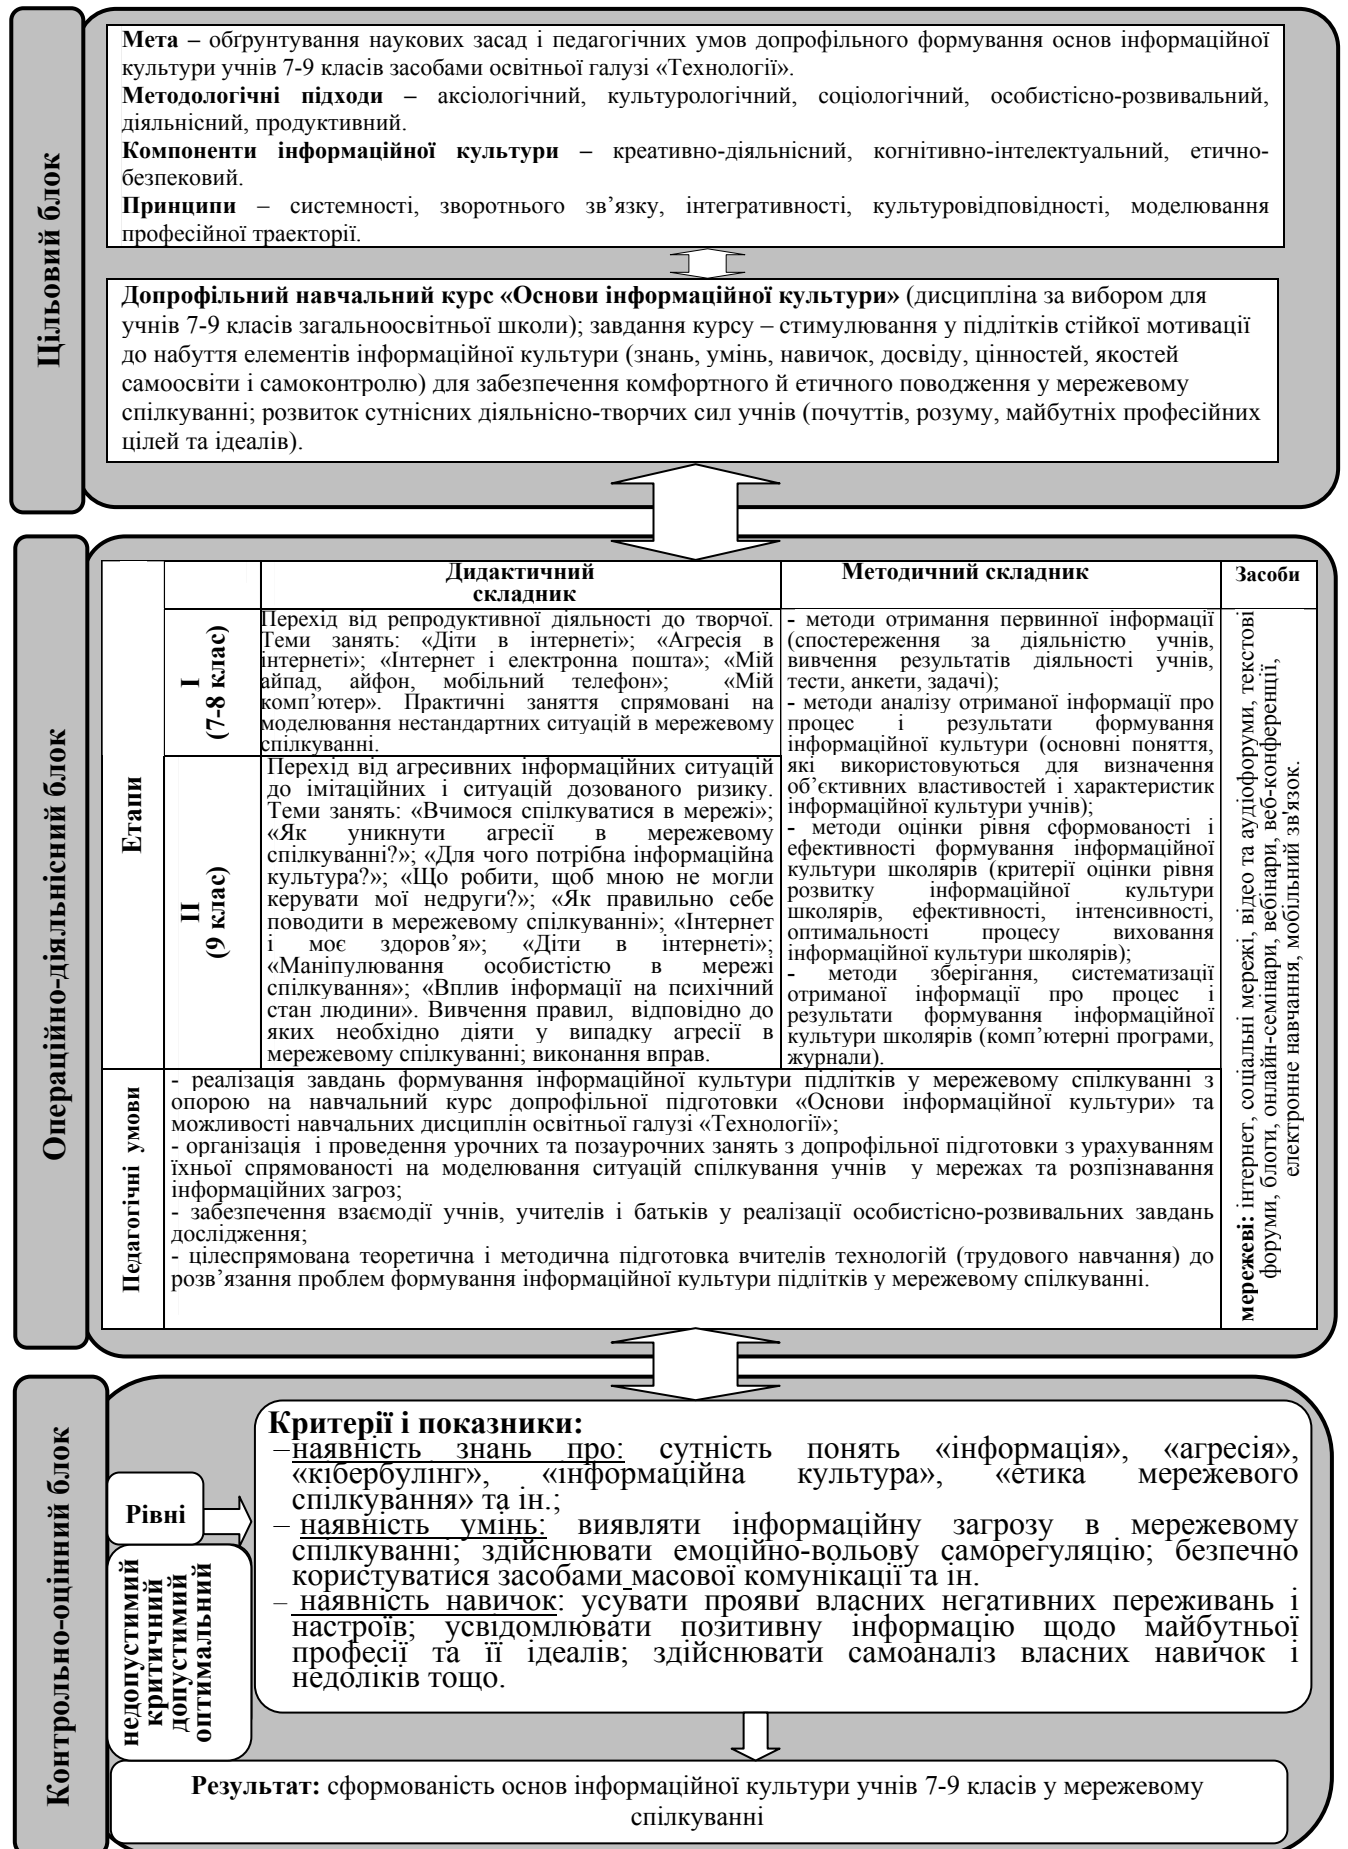 Цільовий блок
Мета – обґрунтування наукових засад і педагогічних умов допрофільного формування основ інформаційної
культури учнів 7-9 класів засобами освітньої галузі «Технології».
Методологічні підходи – аксіологічний, культурологічний, соціологічний, особистісно-розвивальний,
діяльнісний, продуктивний.
Компоненти інформаційної культури – креативно-діяльнісний, когнітивно-інтелектуальний, етично-
безпековий.
Принципи – системності, зворотнього зв’язку, інтегративності, культуровідповідності, моделювання
професійної траєкторії.
Допрофільний навчальний курс «Основи інформаційної культури» (дисципліна за вибором для
учнів 7-9 класів загальноосвітньої школи); завдання курсу – стимулювання у підлітків стійкої мотивації
до набуття елементів інформаційної культури (знань, умінь, навичок, досвіду, цінностей, якостей
самоосвіти і самоконтролю) для забезпечення комфортного й етичного поводження у мережевому
спілкуванні; розвиток сутнісних діяльнісно-творчих сил учнів (почуттів, розуму, майбутніх професійних
цілей та ідеалів).
Операційно-діяльнісний блок
Етапи
Дидактичний
складник
Методичний складник
Засоби
I
(7-8 клас)
Перехід від репродуктивної діяльності до творчої.
Теми занять: «Діти в інтернеті»; «Агресія в
інтернеті»; «Інтернет і електронна пошта»; «Мій
айпад, айфон, мобільний телефон»; «Мій
комп’ютер». Практичні заняття спрямовані на
моделювання нестандартних ситуацій в мережевому
спілкуванні.
II
(9 клас)
Перехід від агресивних інформаційних ситуацій
до імітаційних і ситуацій дозованого ризику.
Теми занять: «Вчимося спілкуватися в мережі»;
«Як уникнути агресії в мережевому
спілкуванні?»; «Для чого потрібна інформаційна
культура?»; «Що робити, щоб мною не могли
керувати мої недруги?»; «Як правильно себе
поводити в мережевому спілкуванні»; «Інтернет
і моє здоров’я»; «Діти в інтернеті»;
«Маніпулювання особистістю в мережі
спілкування»; «Вплив інформації на психічний
стан людини». Вивчення правил, відповідно до
яких необхідно діяти у випадку агресії в
мережевому спілкуванні; виконання вправ.
- методи отримання первинної інформації
(спостереження за діяльністю учнів,
вивчення результатів діяльності учнів,
тести, анкети, задачі);
- методи аналізу отриманої інформації про
процес і результати формування
інформаційної культури (основні поняття,
які використовуються для визначення
об’єктивних властивостей і характеристик
інформаційної культури учнів);
- методи оцінки рівня сформованості і
ефективності формування інформаційної
культури школярів (критерії оцінки рівня
розвитку інформаційної культури
школярів, ефективності, інтенсивності,
оптимальності процесу виховання
інформаційної культури школярів);
- методи зберігання, систематизації
отриманої інформації про процес і
результати формування інформаційної
культури школярів (комп’ютерні програми,
журнали).
мережеві: інтернет, соціальні мережі, відео та аудіофоруми, текстові
форуми, блоги, онлайн-семінари, вебінари, веб-конференції,
електронне навчання, мобільний зв'язок.
Педагогічні умови
- реалізація завдань формування інформаційної культури підлітків у мережевому спілкуванні з
опорою на навчальний курс допрофільної підготовки «Основи інформаційної культури» та
можливості навчальних дисциплін освітньої галузі «Технології»;
- організація і проведення урочних та позаурочних занять з допрофільної підготовки з урахуванням
їхньої спрямованості на моделювання ситуацій спілкування учнів у мережах та розпізнавання
інформаційних загроз;
- забезпечення взаємодії учнів, учителів і батьків у реалізації особистісно-розвивальних завдань
дослідження;
- цілеспрямована теоретична і методична підготовка вчителів технологій (трудового навчання) до
розв’язання проблем формування інформаційної культури підлітків у мережевому спілкуванні.
Контрольно-оцінний блок
Рівні
недопустимий
критичний
допустимий
оптимальний
Критерії і показники:
–наявність знань про: сутність понять «інформація», «агресія»,
«кібербулінг», «інформаційна культура», «етика мережевого
спілкування» та ін.;
– наявність умінь: виявляти інформаційну загрозу в мережевому
спілкуванні; здійснювати емоційно-вольову саморегуляцію; безпечно
користуватися засобами масової комунікації та ін.
– наявність навичок: усувати прояви власних негативних переживань і
настроїв; усвідомлювати позитивну інформацію щодо майбутньої
професії та її ідеалів; здійснювати самоаналіз власних навичок і
недоліків тощо.
Результат: сформованість основ інформаційної культури учнів 7-9 класів у мережевому
спілкуванні